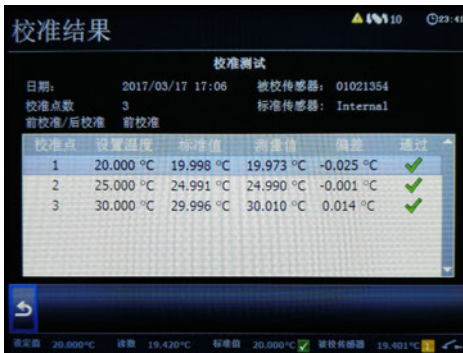 校准结果
10
23:41
校准测试
日期: 2017/03/17 17:06 被校传感器: 01021354
校准点数 3 标准传感器: Internal
前校准/后校准 前校准
校准点 设置温度 标准值 测量值 偏差 通过
1 20.000 °C 19.998 °C 19.973 °C -0.025 °C
2 25.000 °C 24.991 °C 24.990 °C -0.001 °C
3 30.000 °C 29.996 °C 30.010 °C 0.014 °C
设定值 20.000°C 读数 19.420°C 标准值 20.000°C 被校传感器 19.401°C